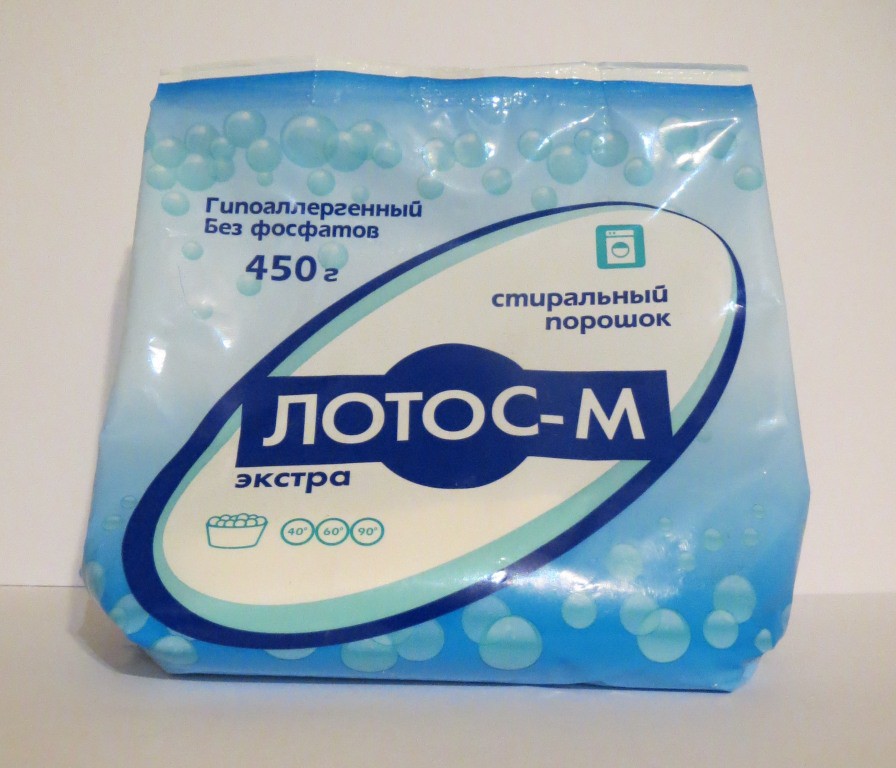 Гипоаллергенный
Без фосфатов
450 г
стиральный
порошок
ЛОТОС-М
экстра
40° 60° 90°